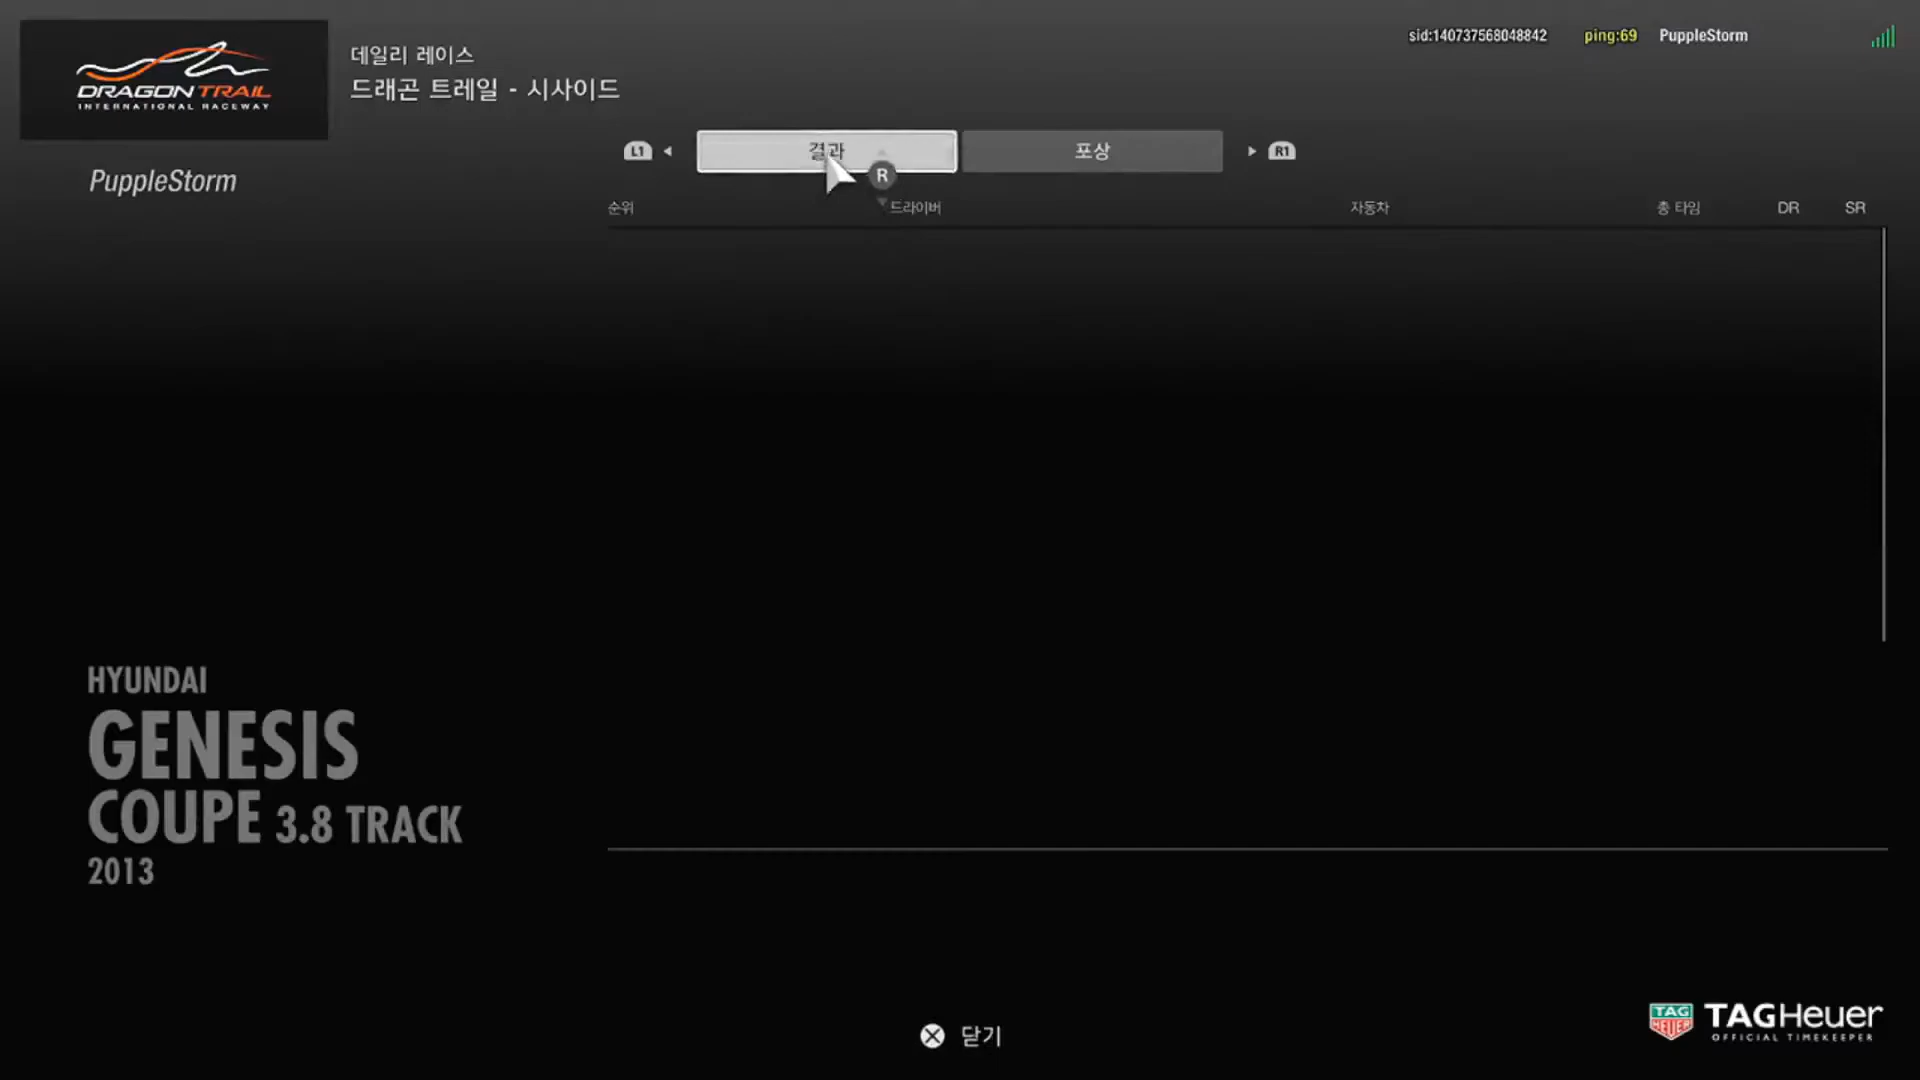 DRAGON TRAIL
INTERNATIONAL RACEWAY
데일리 레이스
드래곤 트레일 - 시사이드
sid:140737568048842 ping:69 PuppleStorm
PuppleStorm
L1 결과 포상 R1
R
순위 드라이버 자동차 총 타임 DR SR
HYUNDAI
GENESIS
COUPE 3.8 TRACK
2013
닫기
TAG HEUER
TAGHeuer
OFFICIAL TIMEKEEPER